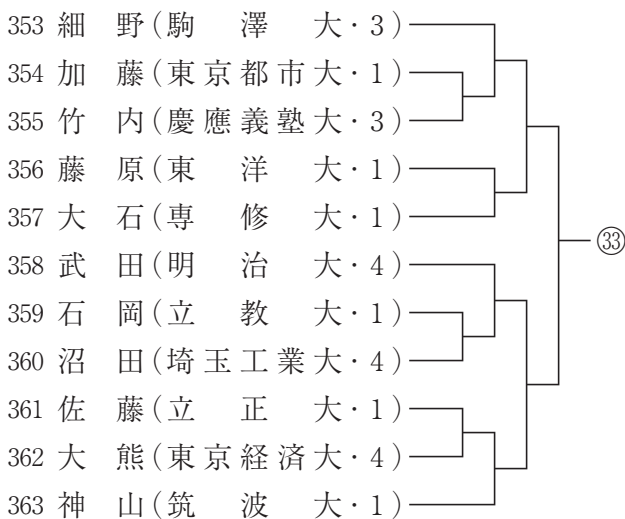 353 細野(駒澤大・3)
354 加藤(東京都市大・1)
355 竹内(慶應義塾大・3)
356 藤原(東洋大・1)
357 大石(専修大・1)
㉝
358 武田(明治大・4)
359 石岡(立教大・1)
360 沼田(埼玉工業大・4)
361 佐藤(立正大・1)
362 大熊(東京経済大・4)
363 神山(筑波大・1)